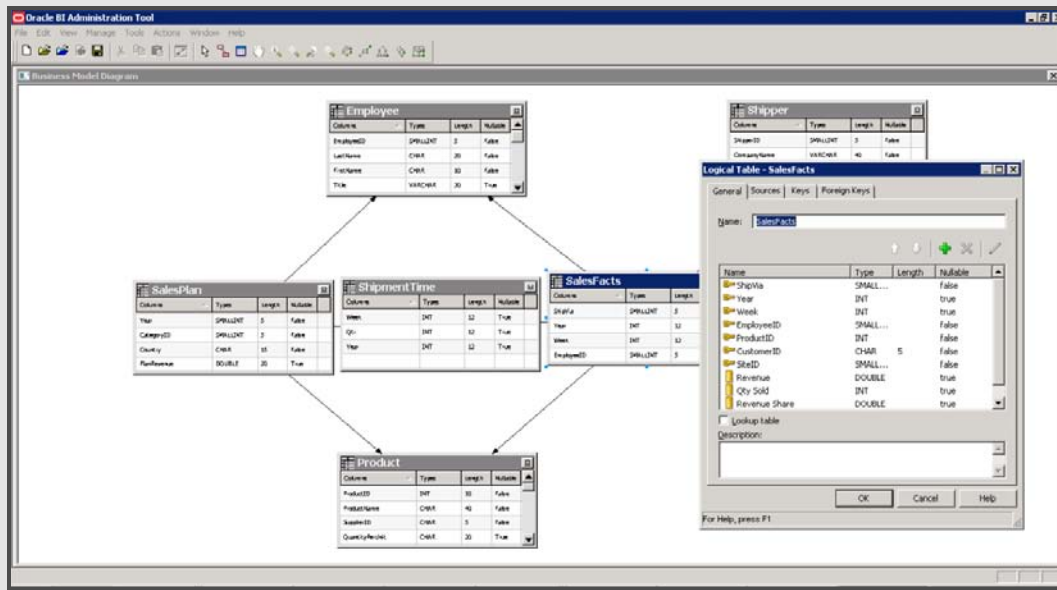 Oracle BI Administration Tool
File Edit View Manage Tools Actions Window Help
Business Model Diagram
Employee
Columns Types Length Nullable
EmployeeID SMALLINT 5 False
LastName CHAR 20 False
FirstName CHAR 10 False
Title VARCHAR 30 True
Shipper
Columns Types Length Nullable
ShipperID SMALLINT 5 False
CompanyName VARCHAR 40 False
SalesPlan
Columns Types Length Nullable
Year SMALLINT 5 False
CategoryID SMALLINT 5 False
Country CHAR 15 False
PlanRevenue DOUBLE 20 True
ShipmentTime
Columns Types Length Nullable
Week INT 12 True
Qty INT 12 True
Year INT 12 True
SalesFacts
Columns Types Length
ShipVia SMALLINT 5
Year INT 12
Week INT 12
EmployeeID SMALLINT 5
Product
Columns Types Length Nullable
ProductID INT 10 False
ProductName CHAR 40 False
SupplierID CHAR 5 False
QuantityPerUnit CHAR 20 True
Logical Table - SalesFacts
General Sources Keys Foreign Keys
Name: SalesFacts
Name Type Length Nullable
ShipVia SMALL... false
Year INT true
Week INT true
EmployeeID SMALL... false
ProductID INT false
CustomerID CHAR 5 false
SiteID SMALL... false
Revenue DOUBLE true
Qty Sold INT true
Revenue Share DOUBLE true
Lookup table
Description:
OK Cancel Help
For Help, press F1